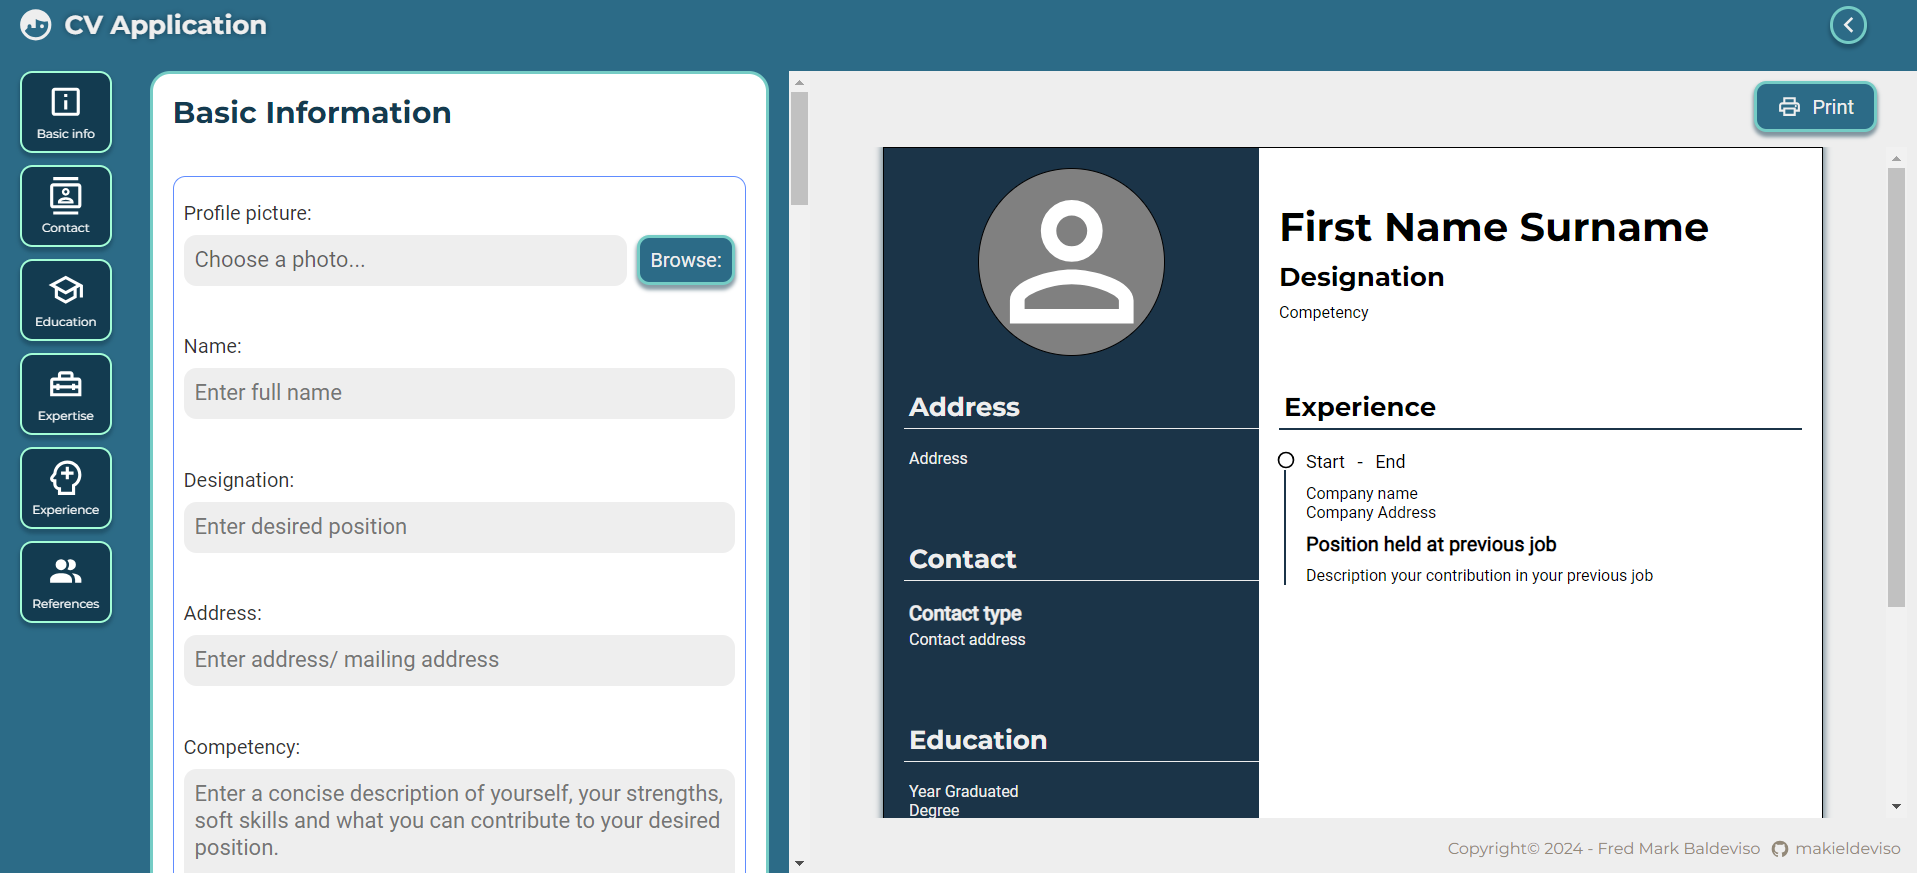 CV Application
Basic info
Contact
Education
Expertise
Experience
References
Basic Information
Profile picture:
Choose a photo...
Browse:
Name:
Enter full name
Designation:
Enter desired position
Address:
Enter address/ mailing address
Competency:
Enter a concise description of yourself, your strengths,
soft skills and what you can contribute to your desired
position.
Print
Address
Address
Contact
Contact type
Contact address
Education
Year Graduated
Degree
First Name Surname
Designation
Competency
Experience
Start - End
Company name
Company Address
Position held at previous job
Description your contribution in your previous job
Copyright© 2024 - Fred Mark Baldeviso makieldeviso